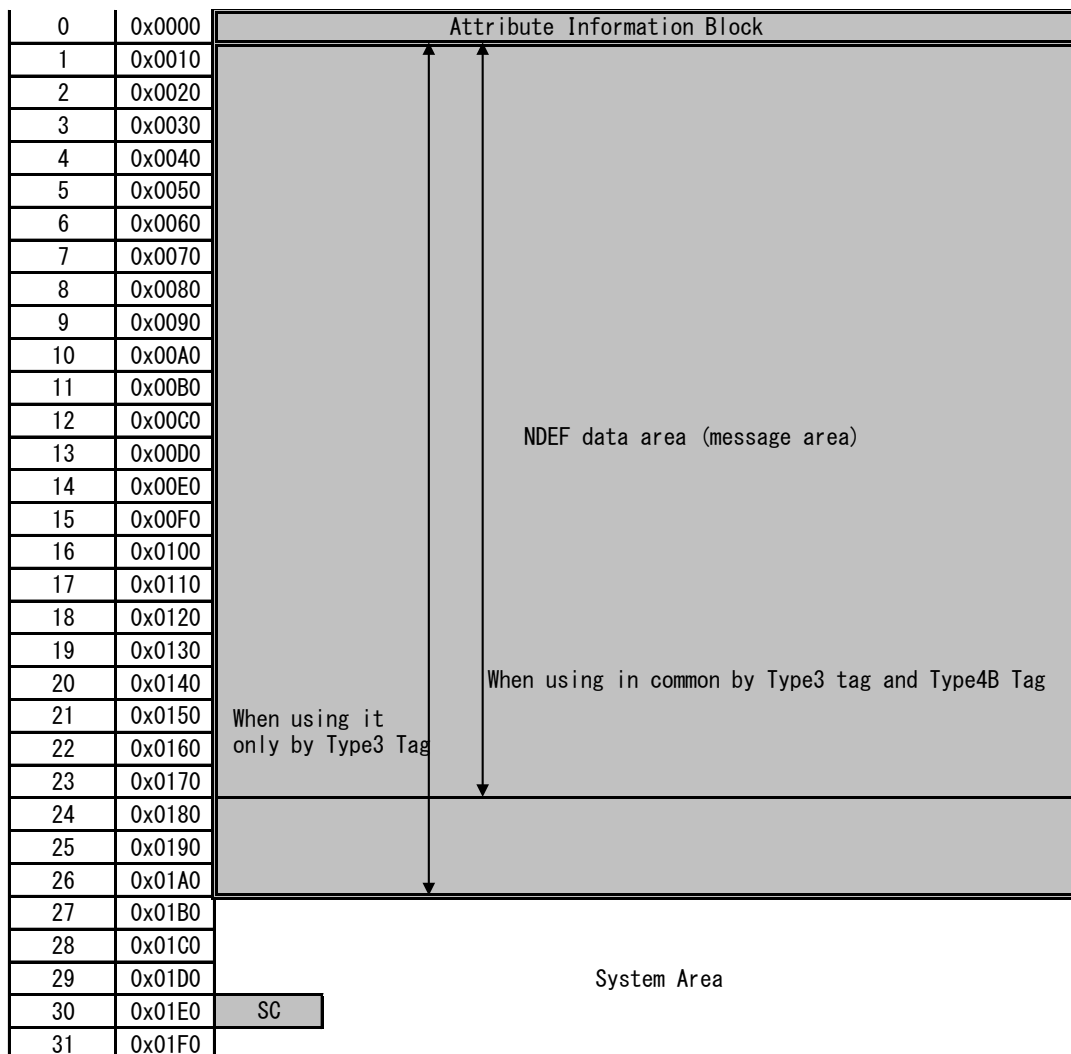 0 0x0000 Attribute Information Block
1 0x0010
2 0x0020
3 0x0030
4 0x0040
5 0x0050
6 0x0060
7 0x0070
8 0x0080
9 0x0090
10 0x00A0
11 0x00B0
12 0x00C0
NDEF data area (message area)
13 0x00D0
14 0x00E0
15 0x00F0
16 0x0100
17 0x0110
18 0x0120
19 0x0130
20 0x0140 When using in common by Type3 tag and Type4B Tag
21 0x0150 When using it
22 0x0160 only by Type3 Tag
23 0x0170
24 0x0180
25 0x0190
26 0x01A0
27 0x01B0
28 0x01C0
29 0x01D0 System Area
30 0x01E0 SC
31 0x01F0